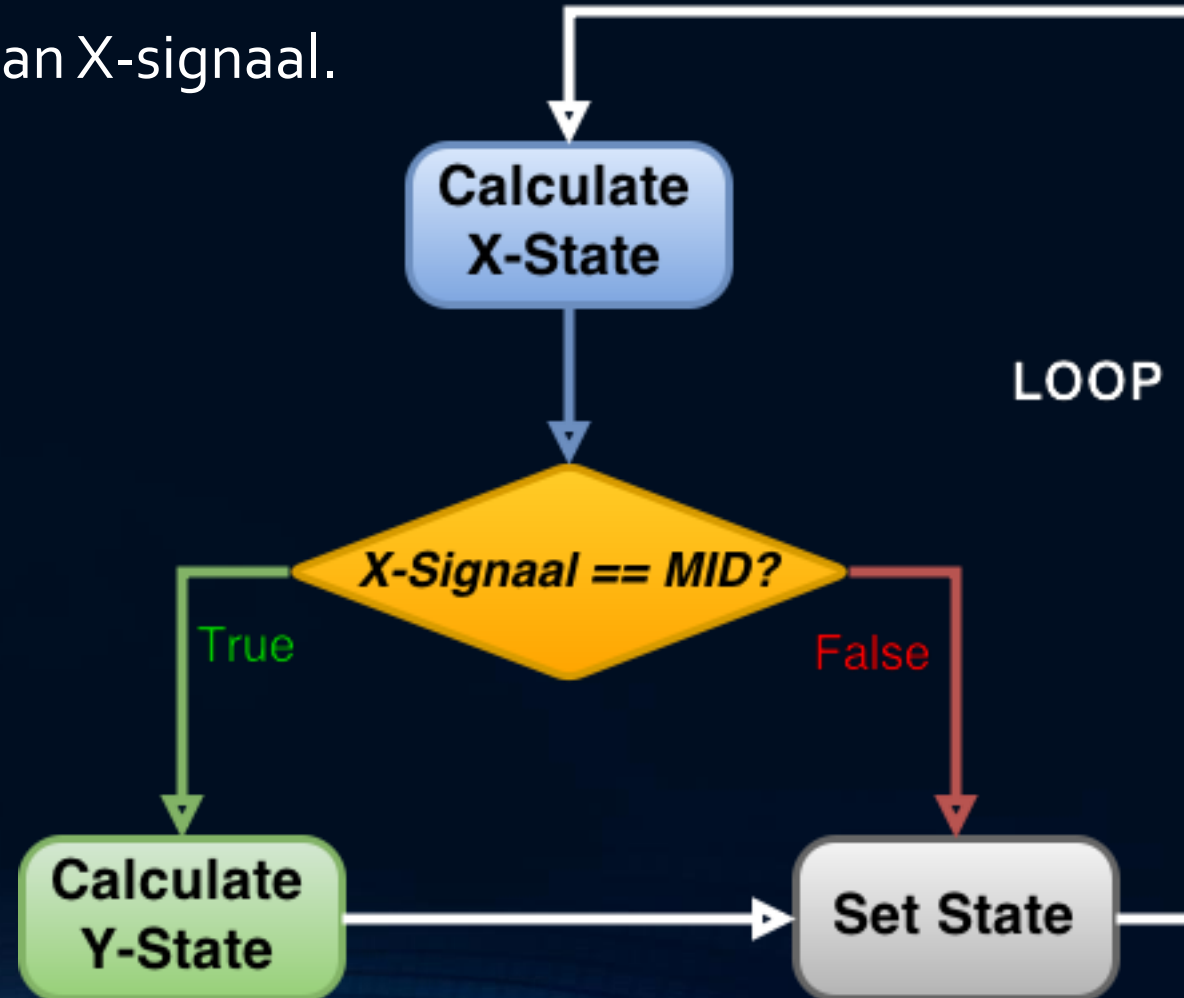 an X-signaal.
Calculate
X-State
LOOP
X-Signaal == MID?
True
False
Calculate
Y-State
Set State